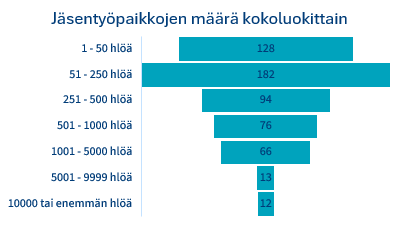 Jäsentyöpaikkojen määrä kokoluokittain
1 - 50 hlöä 128
51 - 250 hlöä 182
251 - 500 hlöä 94
501 - 1000 hlöä 76
1001 - 5000 hlöä 66
5001 - 9999 hlöä 13
10000 tai enemmän hlöä 12